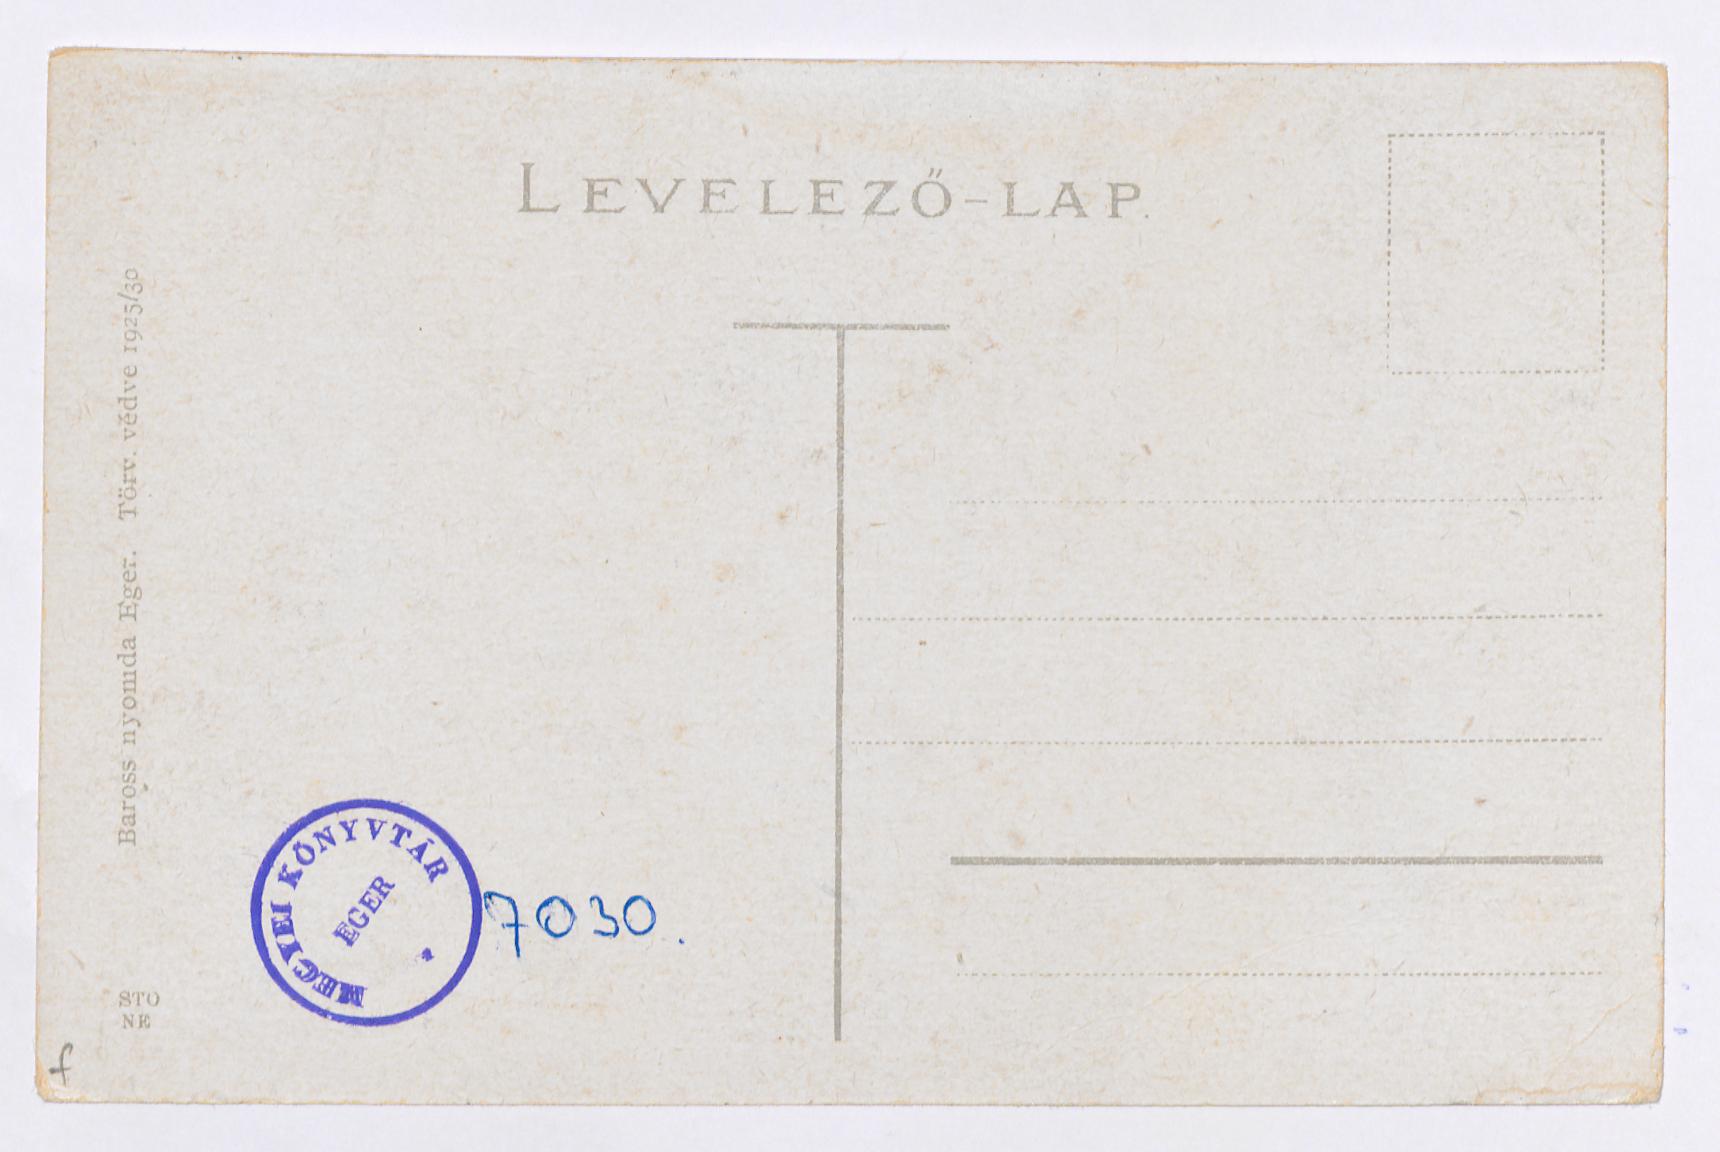 LEVELEZŐ-LAP.
Baross nyomda Eger. Törv. védve 1925/30
MEGYEI KÖNYVTÁR
EGER
*
7030.
STO
NE
f